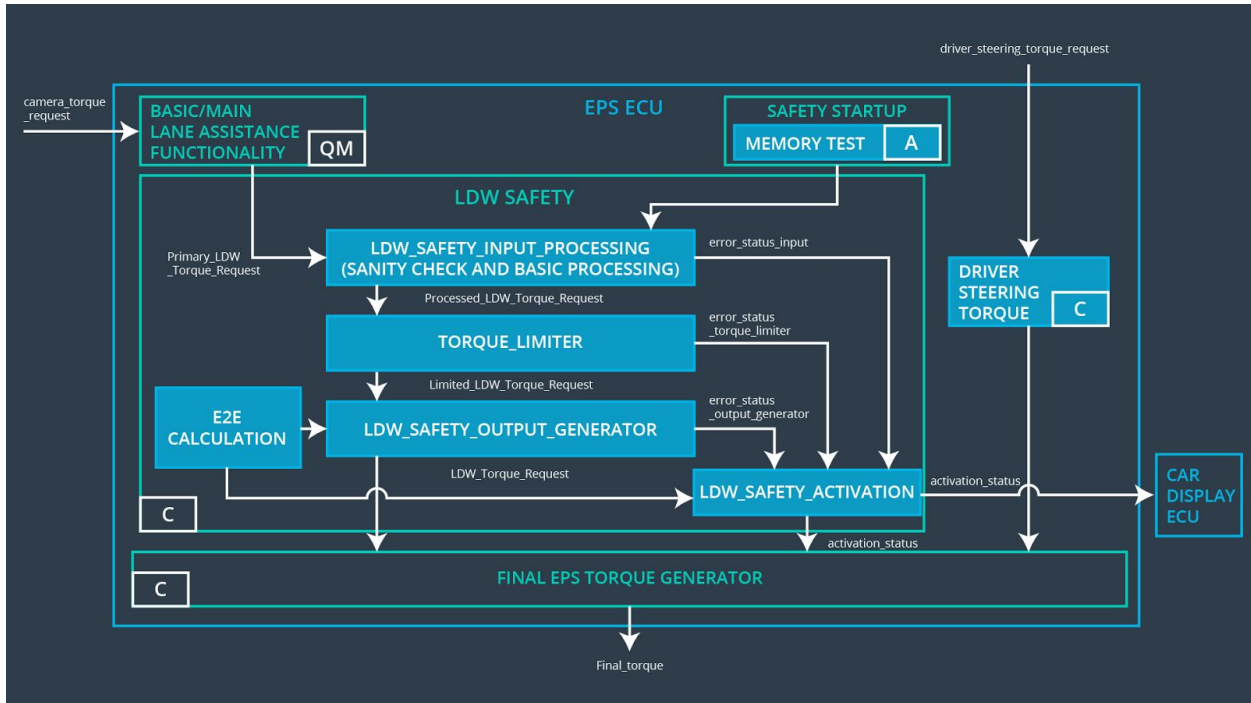 driver_steering_torque_request
camera_torque
_request
EPS ECU
BASIC/MAIN
LANE ASSISTANCE
FUNCTIONALITY
QM
SAFETY STARTUP
MEMORY TEST
A
LDW SAFETY
Primary_LDW
_Torque_Request
LDW_SAFETY_INPUT_PROCESSING
(SANITY CHECK AND BASIC PROCESSING)
error_status_input
DRIVER
STEERING
TORQUE
C
Processed_LDW_Torque_Request
TORQUE_LIMITER
error_status
_torque_limiter
Limited_LDW_Torque_Request
E2E
CALCULATION
LDW_SAFETY_OUTPUT_GENERATOR
error_status
_output_generator
LDW_Torque_Request
LDW_SAFETY_ACTIVATION
activation_status
CAR
DISPLAY
ECU
C
activation_status
FINAL EPS TORQUE GENERATOR
C
Final_torque